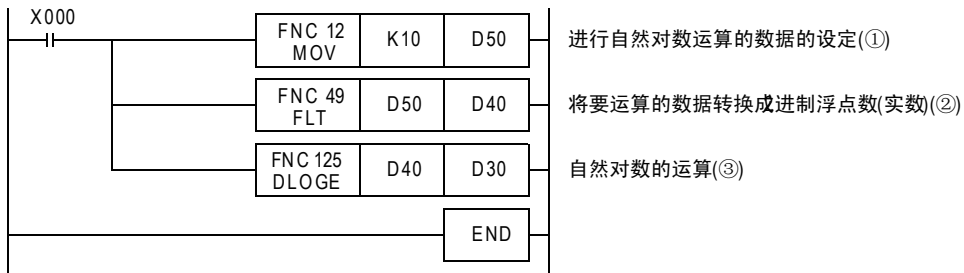 X000
FNC 12
MOV
K10
D50
进行自然对数运算的数据的设定(①)
FNC 49
FLT
D50
D40
将要运算的数据转换成2进制浮点数(实数)(②)
FNC 125
DLOGE
D40
D30
自然对数的运算(③)
END